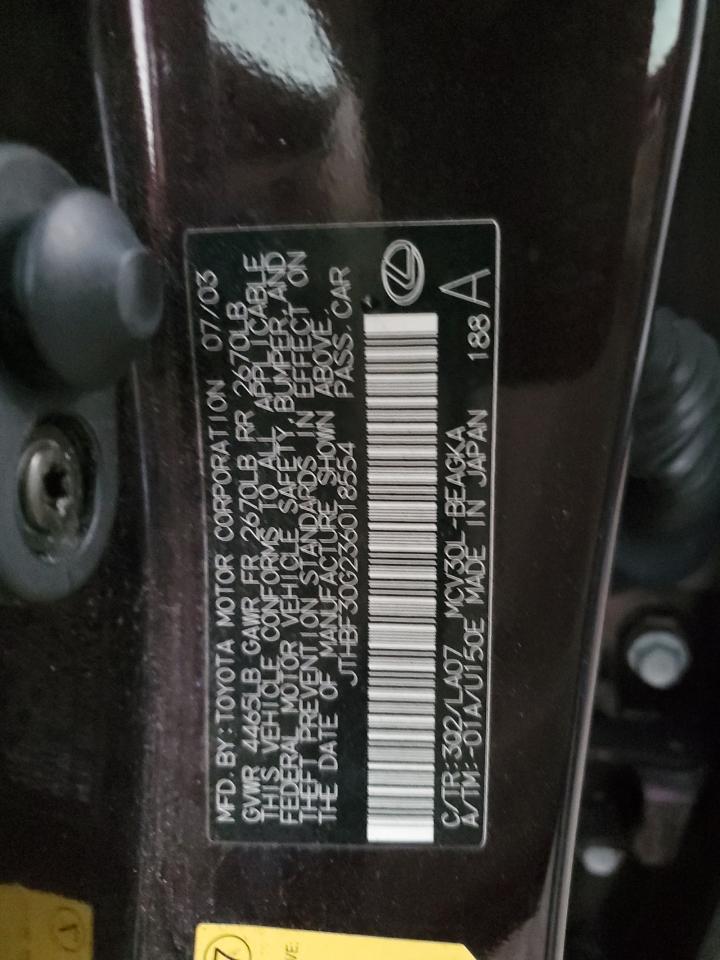 MFD. BY: TOYOTA MOTOR CORPORATION 07/03
GVWR 4465LB GAWR FR 2670LB RR 2670LB
THIS VEHICLE CONFORMS TO ALL APPLICABLE
FEDERAL MOTOR VEHICLE SAFETY, BUMPER, AND
THEFT PREVENTION STANDARDS IN EFFECT ON
THE DATE OF MANUFACTURE SHOWN ABOVE.
JTHBF30G236018554 PASS. CAR
C/TR: 3Q2/LA07 MCV30L-BEAGKA
A/TM: -01A/U150E MADE IN JAPAN
188 A
7